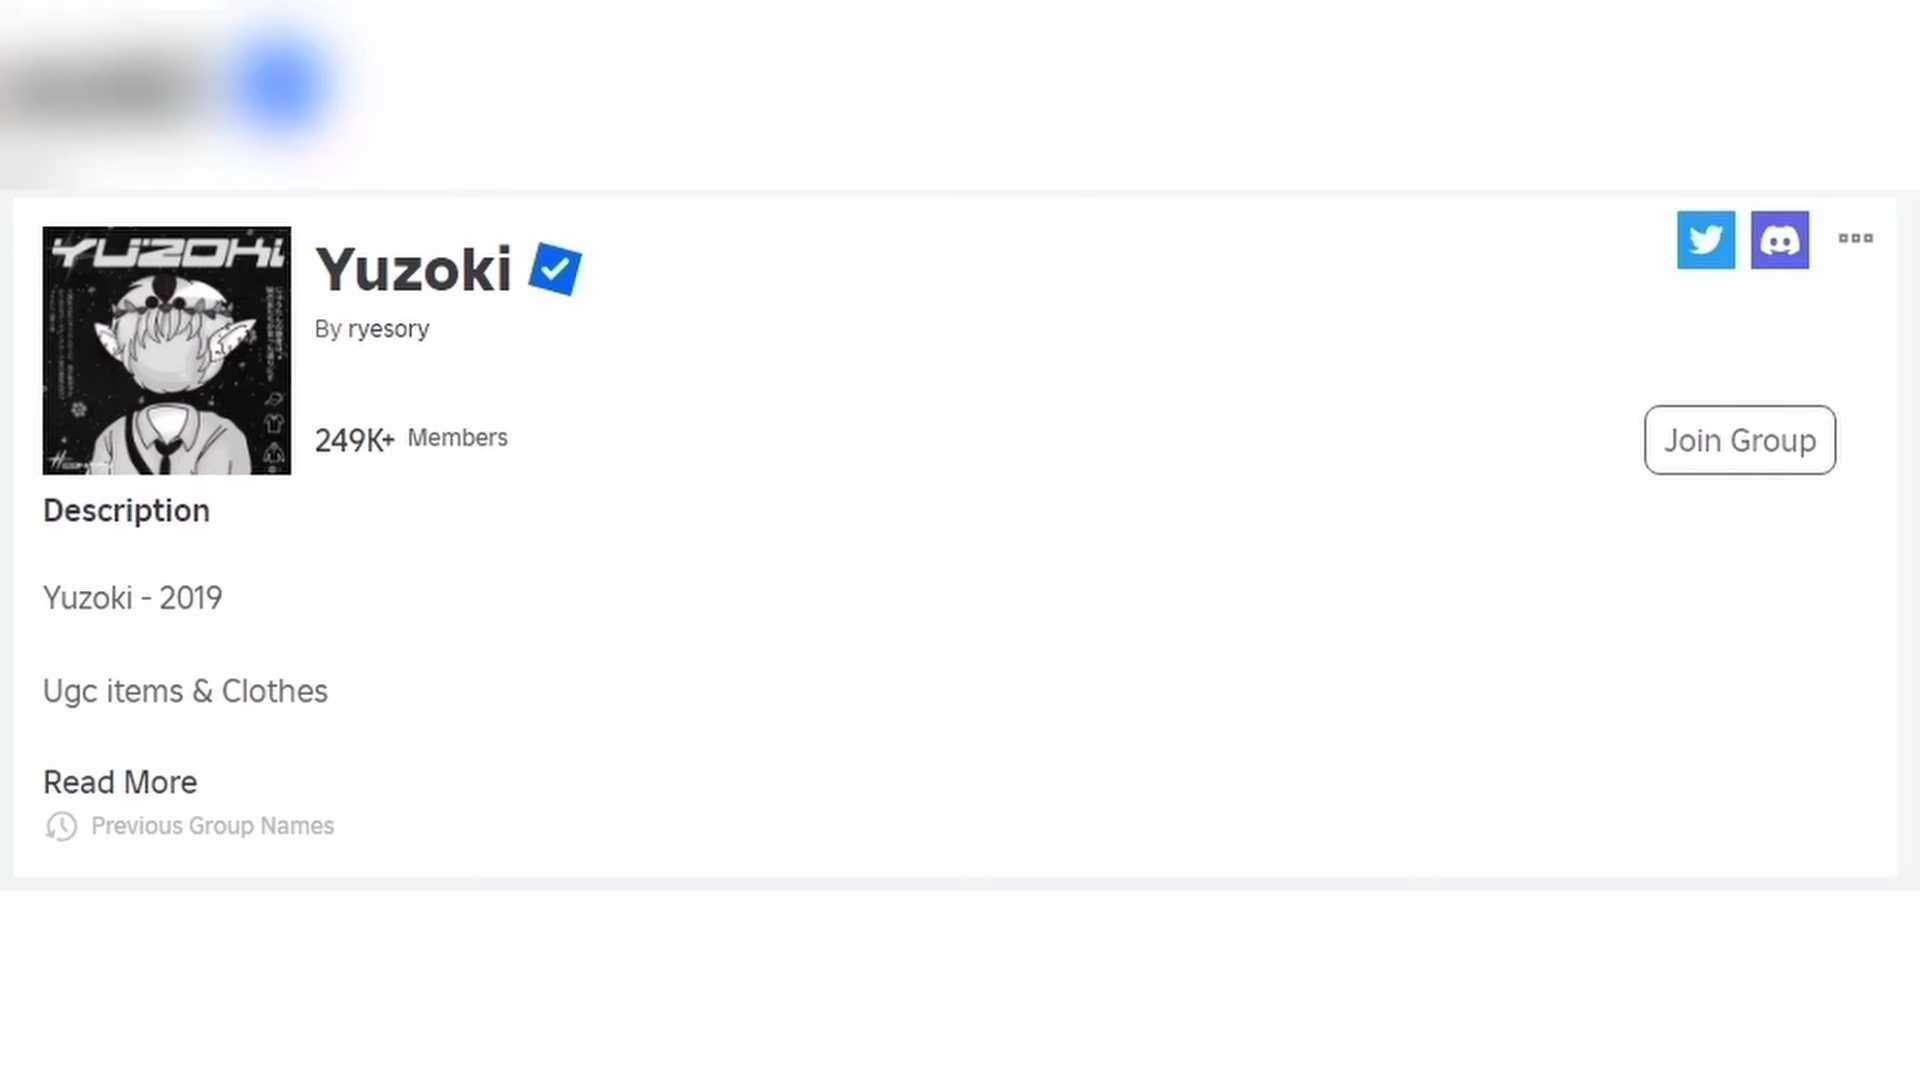 YUZOKi
Yuzoki
By ryesory
249K+ Members
Join Group
Description
Yuzoki - 2019
Ugc items & Clothes
Read More
Previous Group Names